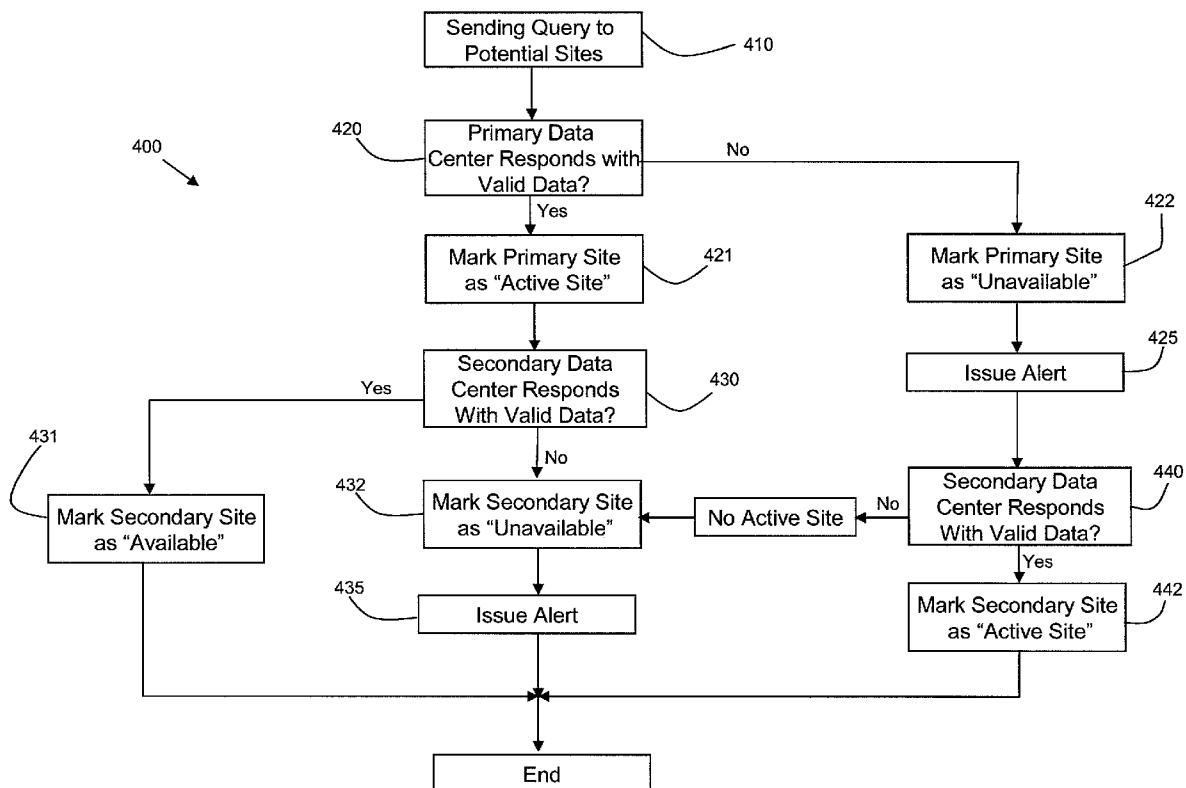 Sending Query to
Potential Sites
410
400
420
Primary Data
Center Responds with
Valid Data?
No
Yes
422
Mark Primary Site
as "Active Site"
421
Mark Primary Site
as "Unavailable"
425
Issue Alert
Secondary Data
Center Responds
With Valid Data?
430
Yes
No
431
Mark Secondary Site
as "Available"
432
Mark Secondary Site
as "Unavailable"
No Active Site
No
Secondary Data
Center Responds
With Valid Data?
440
Yes
435
Issue Alert
Mark Secondary Site
as "Active Site"
442
End